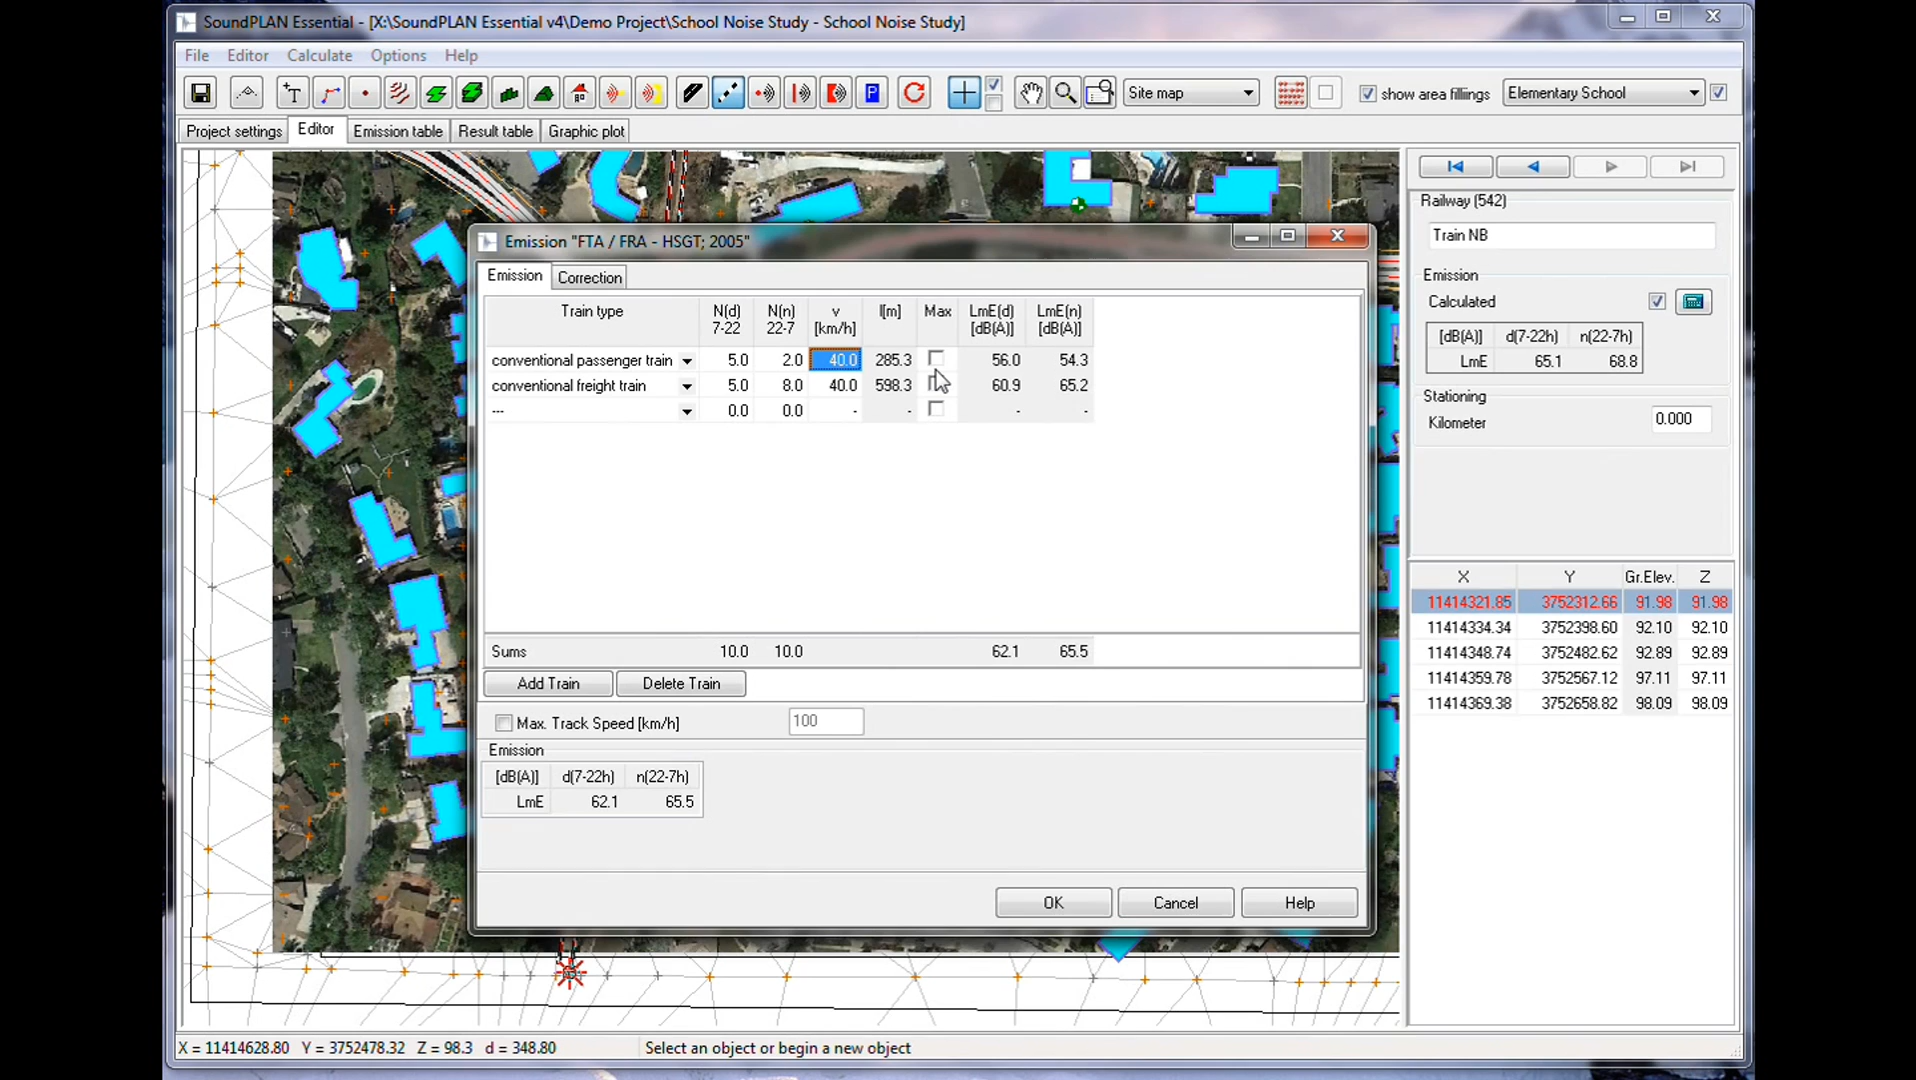 SoundPLAN Essential - [X:\SoundPLAN Essential v4\Demo Project\School Noise Study - School Noise Study]
File Editor Calculate Options Help
Site map show area fillings Elementary School
Project settings Editor Emission table Result table Graphic plot
Railway (542)
Train NB
Emission
Calculated
[dB(A)] d(7-22h) n(22-7h)
LmE 65.1 68.8
Stationing
Kilometer 0.000
X Y Gr.Elev. Z
11414321.85 3752312.66 91.98 91.98
11414334.34 3752398.60 92.10 92.10
11414348.74 3752482.62 92.89 92.89
11414359.78 3752567.12 97.11 97.11
11414369.38 3752658.82 98.09 98.09
Emission "FTA / FRA - HSGT; 2005"
Emission Correction
Train type N(d) N(n) v l[m] Max LmE(d) LmE(n)
7-22 22-7 [km/h] [dB(A)] [dB(A)]
conventional passenger train 5.0 2.0 40.0 285.3 56.0 54.3
conventional freight train 5.0 8.0 40.0 598.3 60.9 65.2
--- 0.0 0.0 - - - -
Sums 10.0 10.0 62.1 65.5
Add Train Delete Train
Max. Track Speed [km/h] 100
Emission
[dB(A)] d(7-22h) n(22-7h)
LmE 62.1 65.5
OK Cancel Help
X = 11414628.80 Y = 3752478.32 Z = 98.3 d = 348.80 Select an object or begin a new object